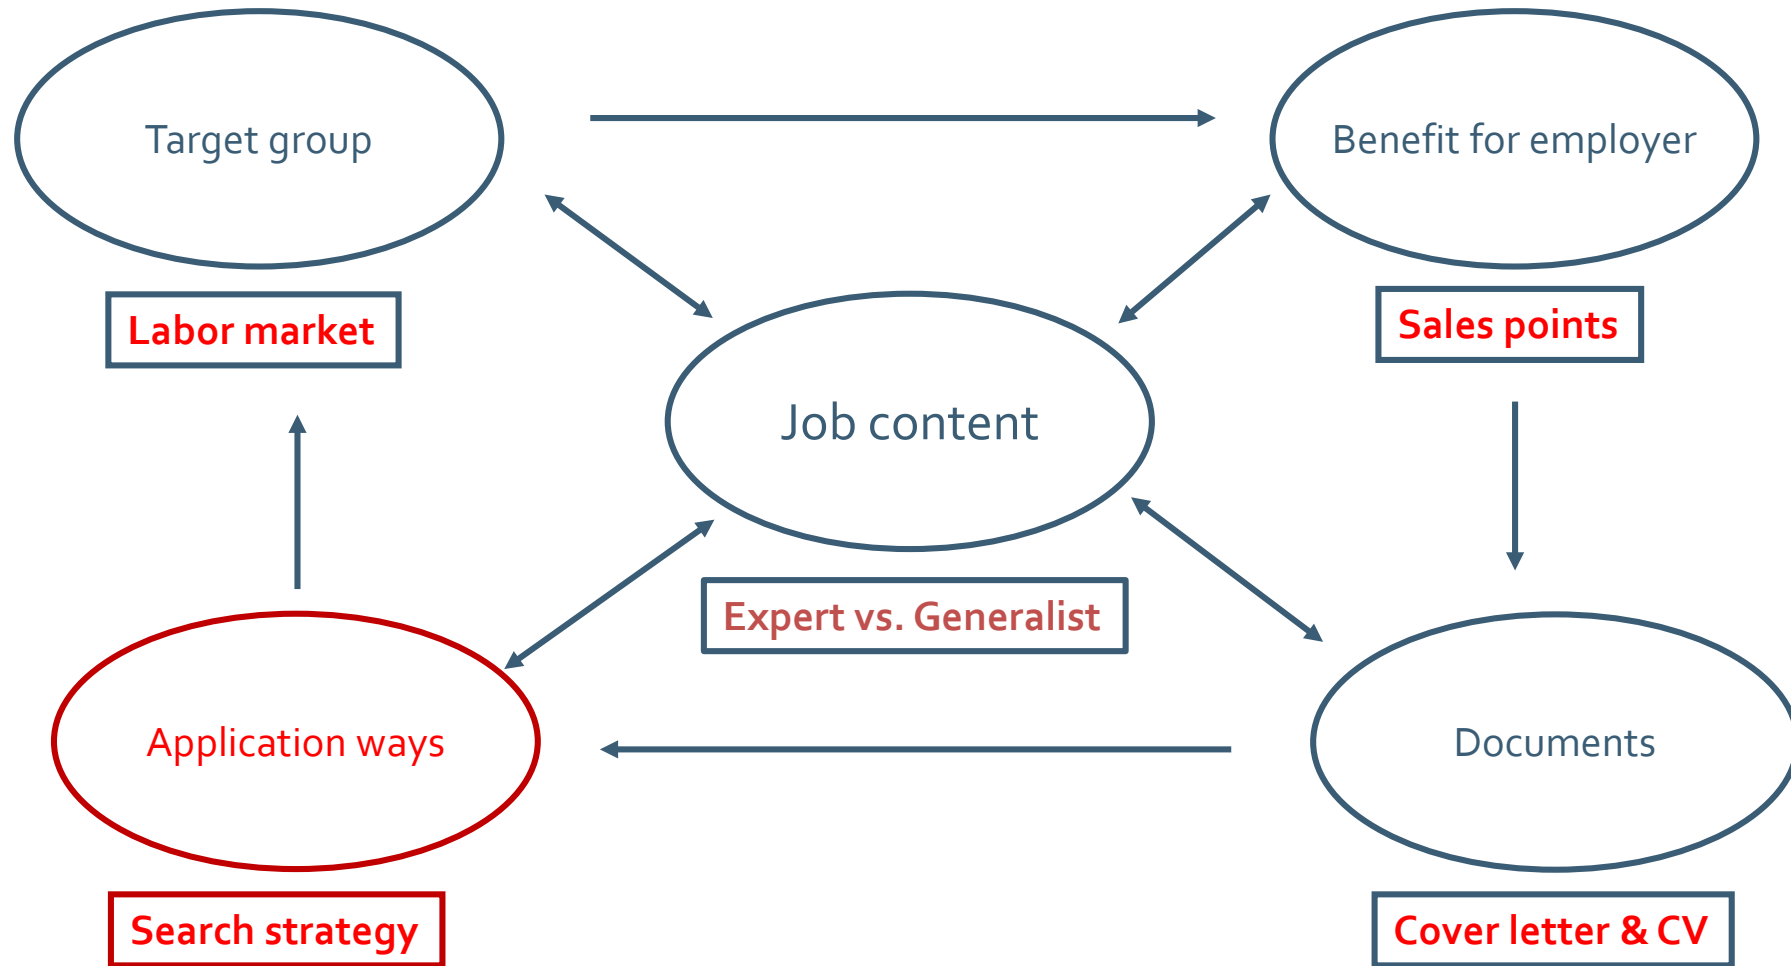 Target group
Benefit for employer
Labor market
Sales points
Job content
Expert vs. Generalist
Application ways
Documents
Search strategy
Cover letter & CV